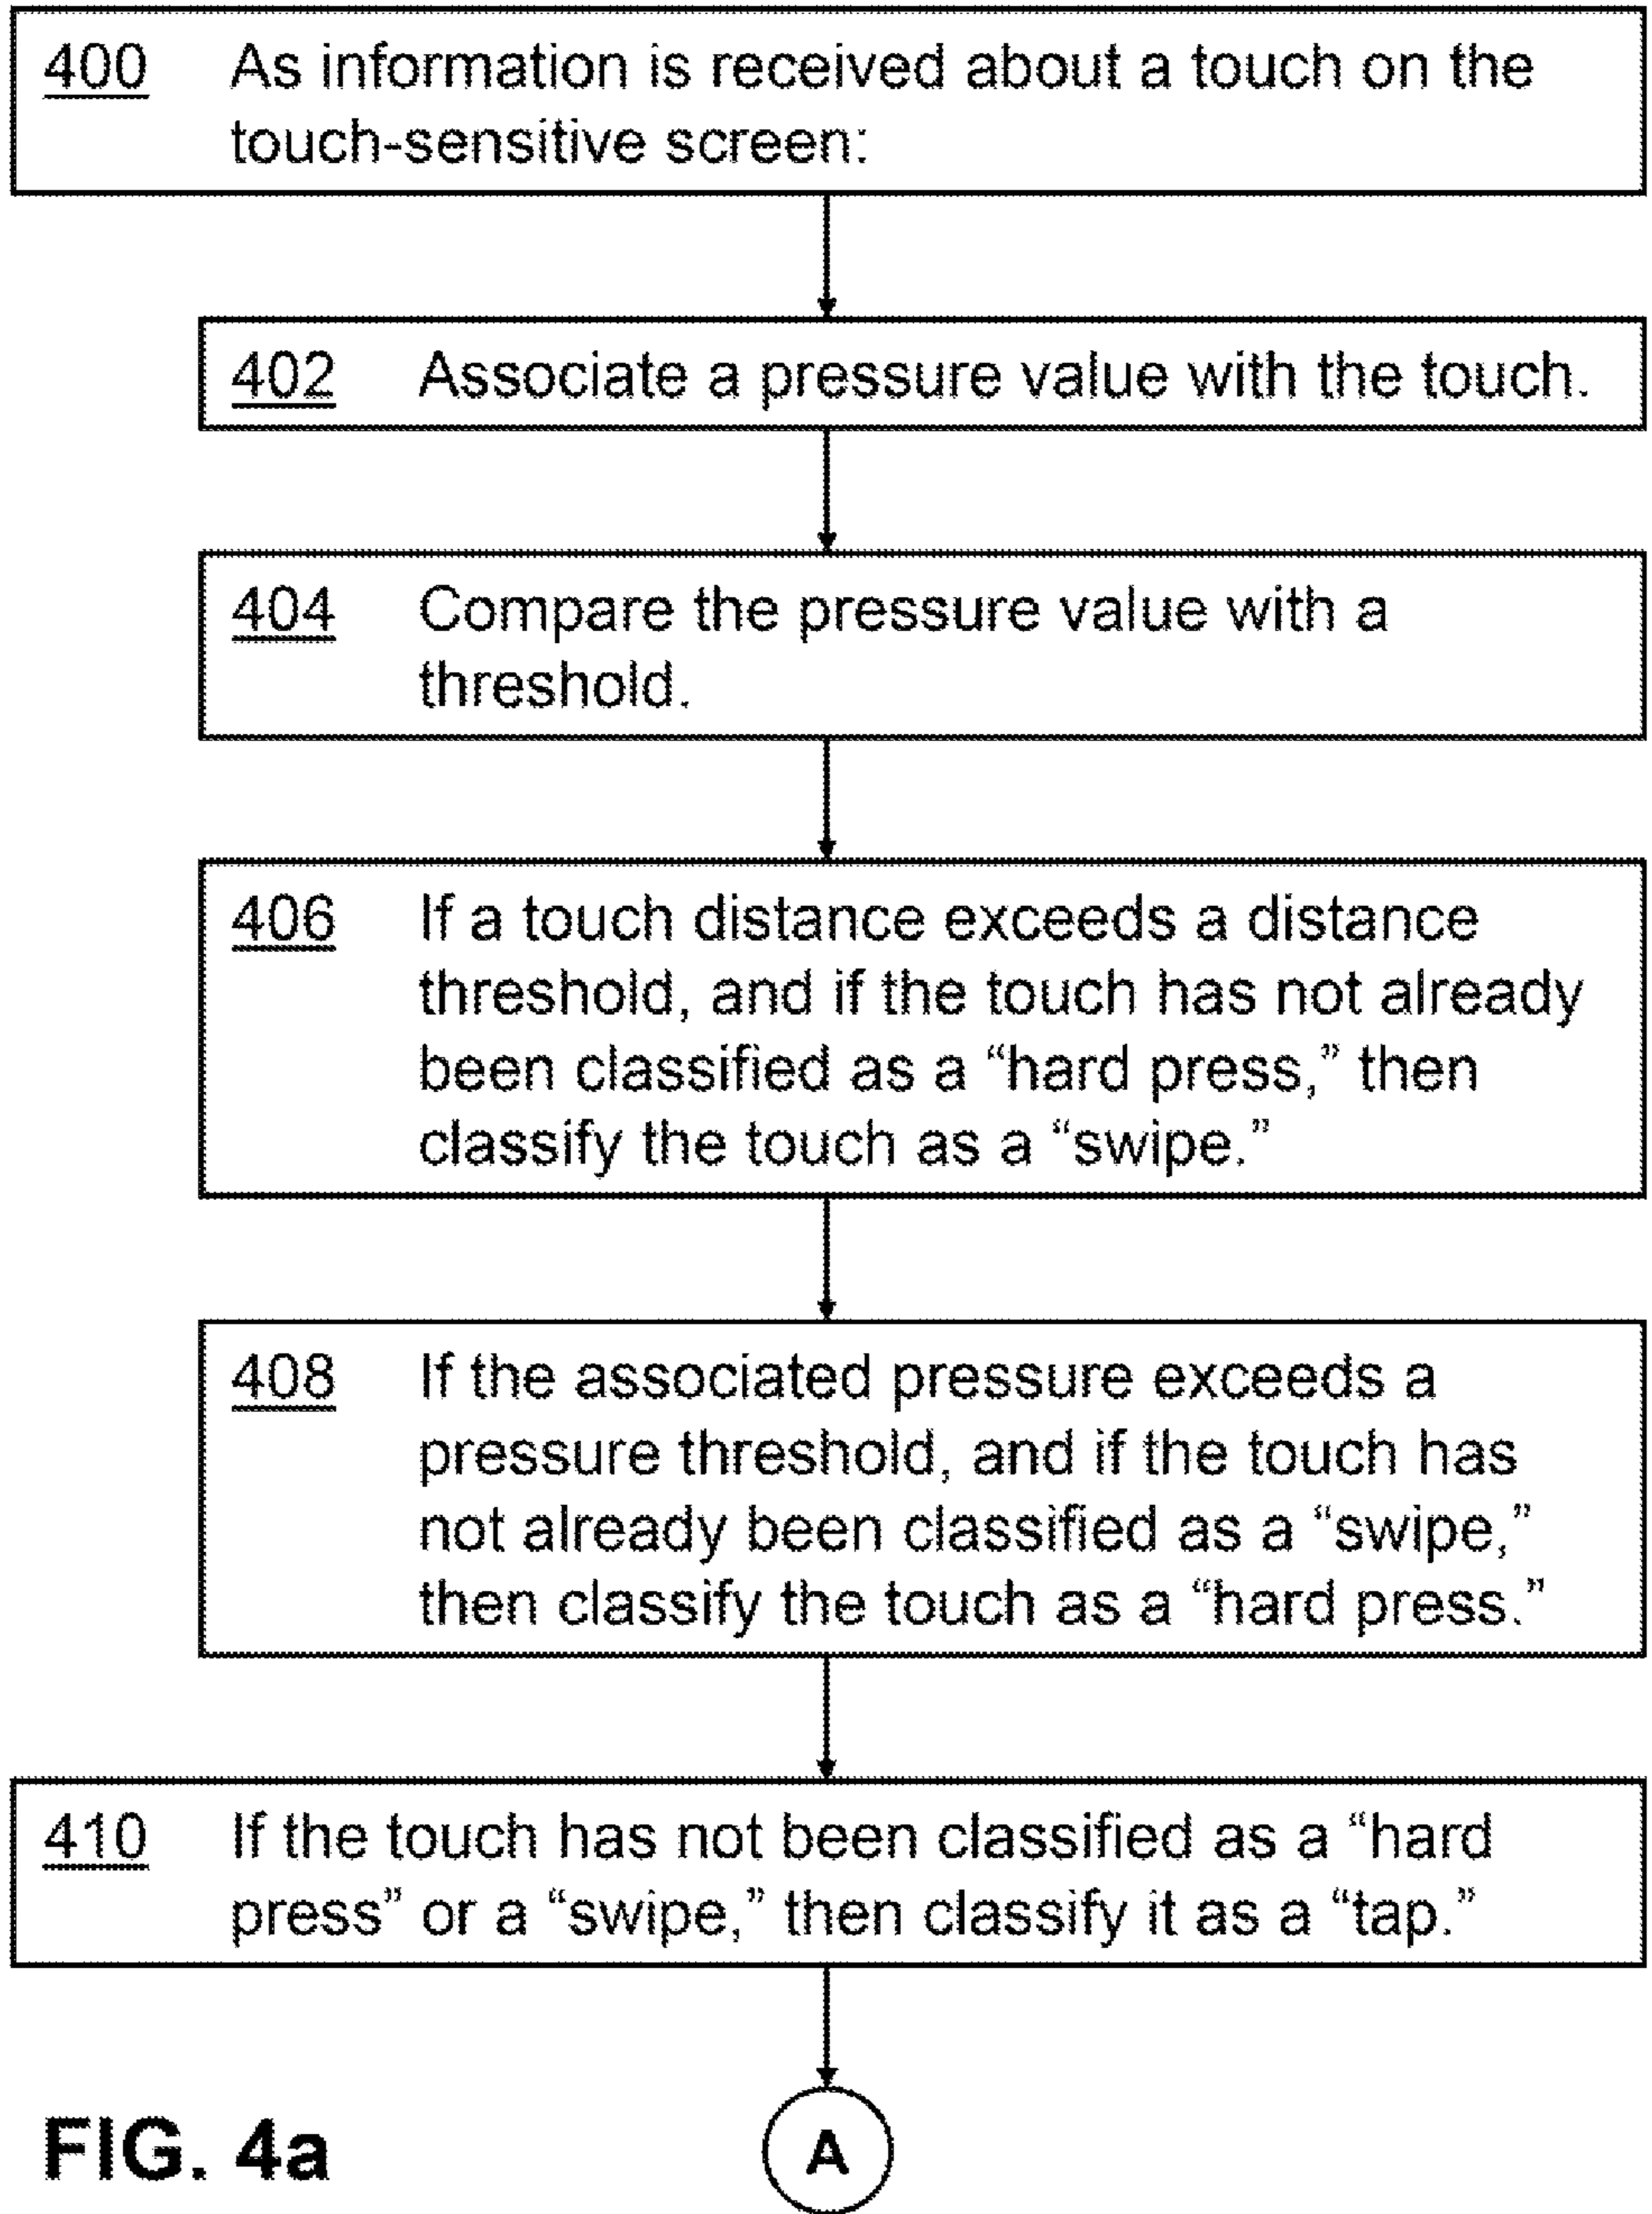 400 As information is received about a touch on the
touch-sensitive screen:
402 Associate a pressure value with the touch.
404 Compare the pressure value with a
threshold.
406 If a touch distance exceeds a distance
threshold, and if the touch has not already
been classified as a “hard press,” then
classify the touch as a “swipe.”
408 If the associated pressure exceeds a
pressure threshold, and if the touch has
not already been classified as a “swipe,”
then classify the touch as a “hard press.”
410 If the touch has not been classified as a “hard
press” or a “swipe,” then classify it as a “tap.”
A
FIG. 4a